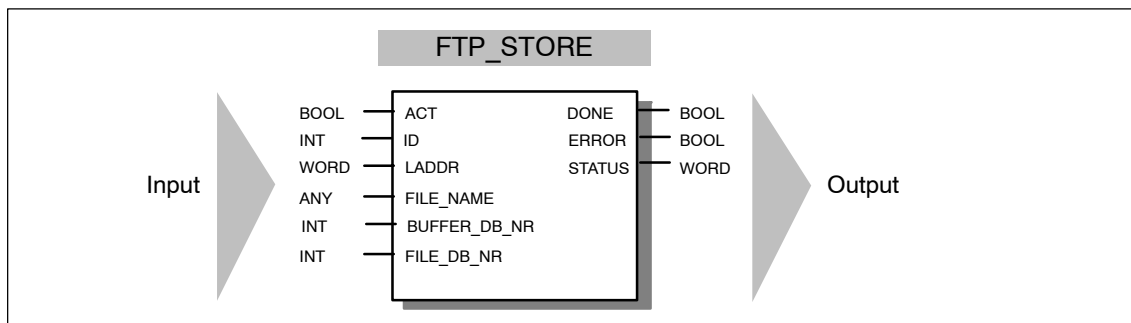 FTP_STORE
BOOL ACT DONE BOOL
INT ID ERROR BOOL
WORD LADDR STATUS WORD
Input Output
ANY FILE_NAME
INT BUFFER_DB_NR
INT FILE_DB_NR